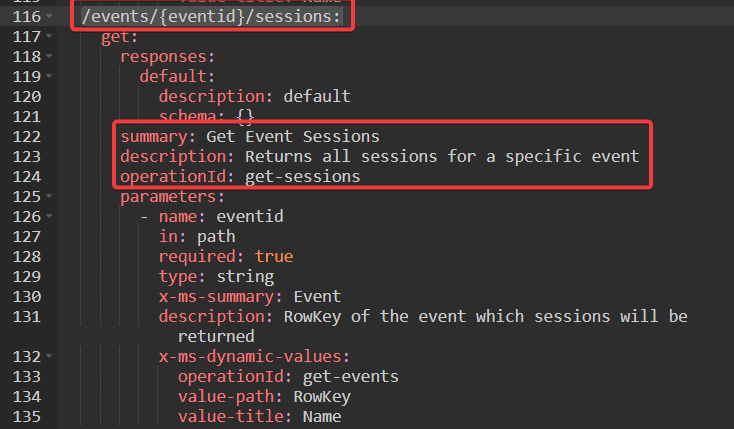 116 /events/{eventid}/sessions:
117 get:
118 responses:
119 default:
120 description: default
121 schema: {}
122 summary: Get Event Sessions
123 description: Returns all sessions for a specific event
124 operationId: get-sessions
125 parameters:
126 - name: eventid
127 in: path
128 required: true
129 type: string
130 x-ms-summary: Event
131 description: RowKey of the event which sessions will be
returned
132 x-ms-dynamic-values:
133 operationId: get-events
134 value-path: RowKey
135 value-title: Name